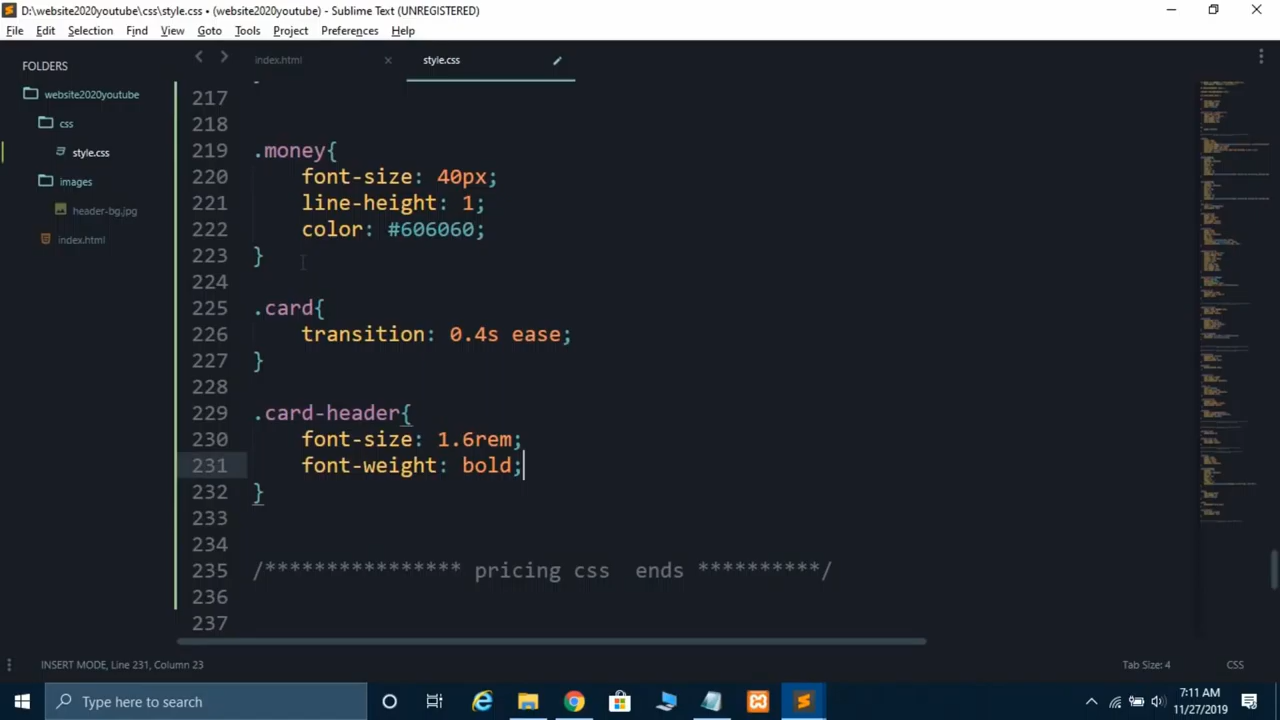 D:\website2020youtube\css\style.css • (website2020youtube) - Sublime Text (UNREGISTERED)
File Edit Selection Find View Goto Tools Project Preferences Help
FOLDERS
website2020youtube
css
style.css
images
header-bg.jpg
index.html
index.html style.css
217
218
219 .money{
220 font-size: 40px;
221 line-height: 1;
222 color: #606060;
223 }
224
225 .card{
226 transition: 0.4s ease;
227 }
228
229 .card-header{
230 font-size: 1.6rem;
231 font-weight: bold;
232 }
233
234
235 /**************** pricing css  ends **********/
236
237
INSERT MODE, Line 231, Column 23 Tab Size: 4 CSS
Type here to search
7:11 AM
11/27/2019